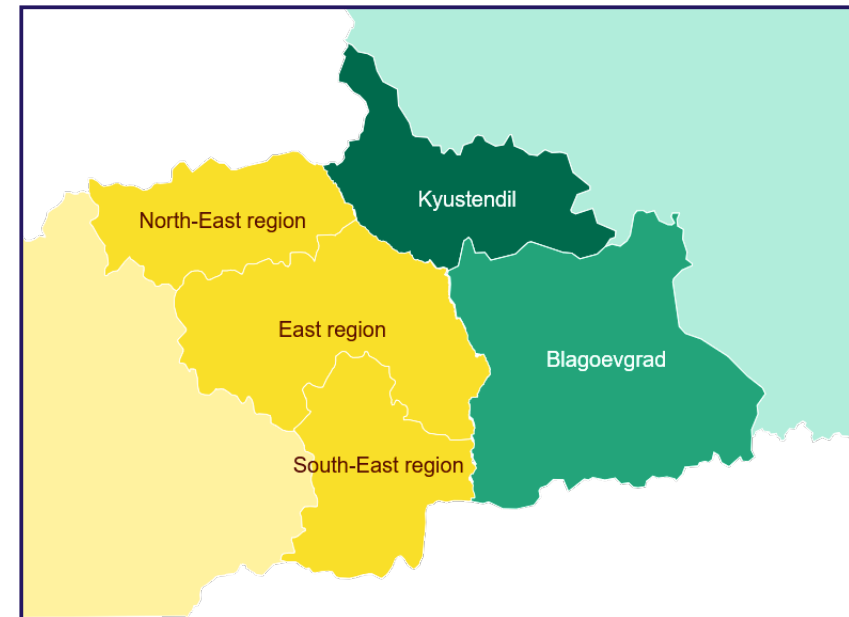 Kyustendil
North-East region
East region
Blagoevgrad
South-East region